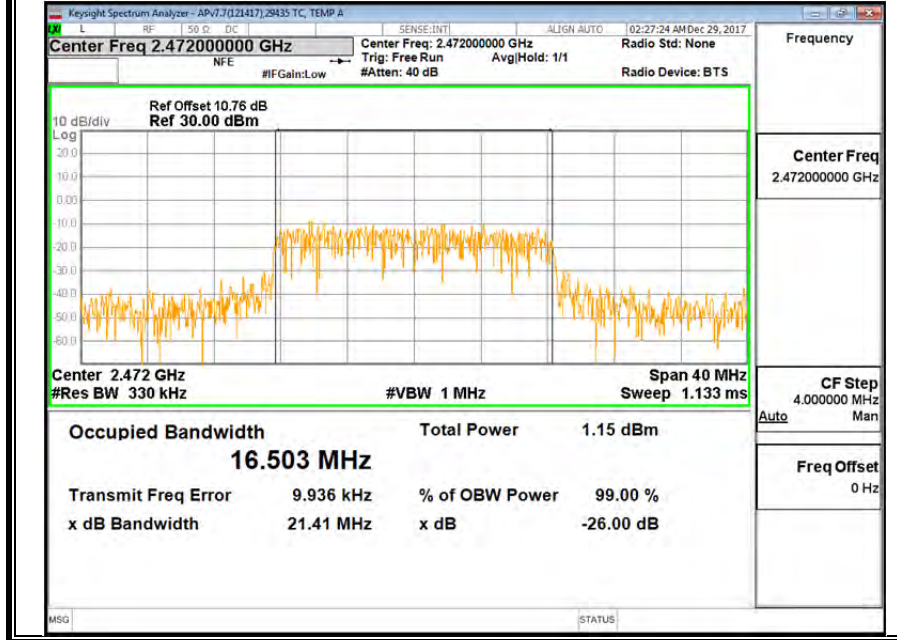 Keysight Spectrum Analyzer - APv7.7(121417),29435 TC, TEMP A
LXI L RF 50 Ω DC SENSE:INT ALIGN AUTO 02:27:24 AM Dec 29, 2017
Center Freq 2.472000000 GHz
NFE
#IFGain:Low
Center Freq: 2.472000000 GHz
Trig: Free Run Avg|Hold: 1/1
#Atten: 40 dB
Radio Std: None
Radio Device: BTS
Ref Offset 10.76 dB
10 dB/div Ref 30.00 dBm
Log
20.0
10.0
0.00
-10.0
-20.0
-30.0
-40.0
-50.0
-60.0
Center 2.472 GHz Span 40 MHz
#Res BW 330 kHz #VBW 1 MHz Sweep 1.133 ms
Occupied Bandwidth Total Power 1.15 dBm
16.503 MHz
Transmit Freq Error 9.936 kHz % of OBW Power 99.00 %
x dB Bandwidth 21.41 MHz x dB -26.00 dB
MSG STATUS
Frequency
Center Freq
2.472000000 GHz
CF Step
4.000000 MHz
Auto Man
Freq Offset
0 Hz